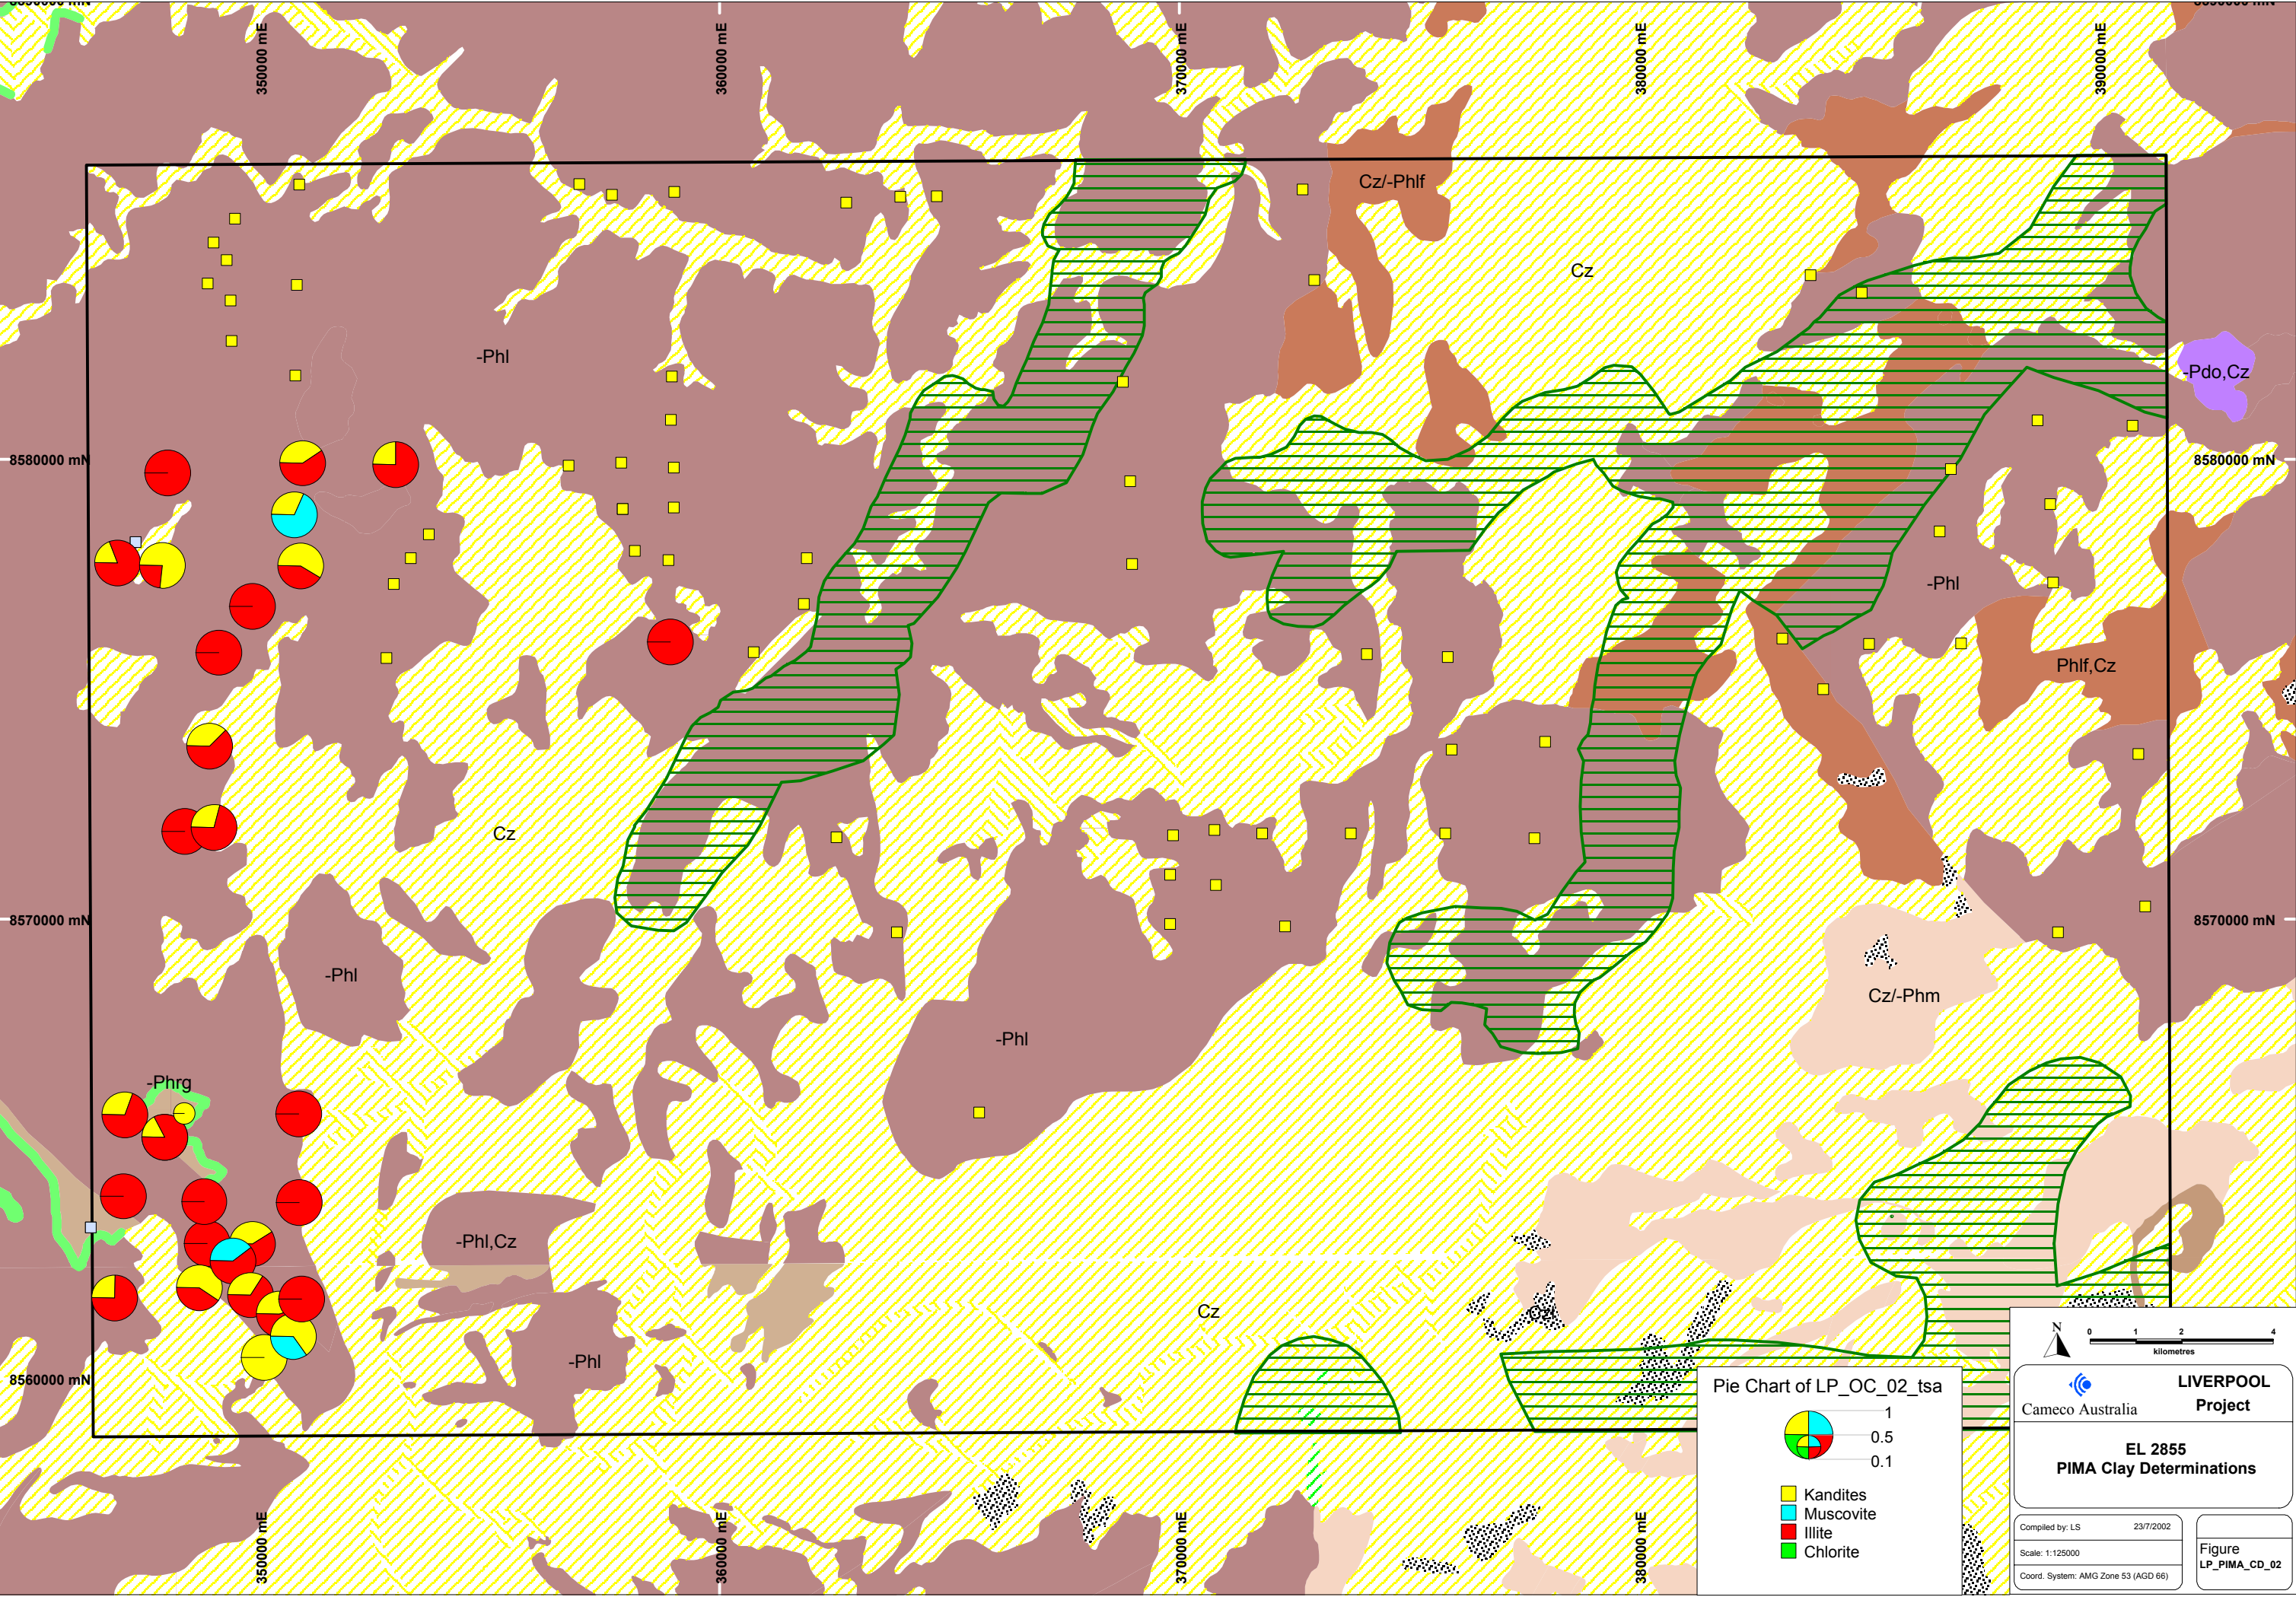 8590000 mN
8590000 mN
350000 mE
360000 mE
370000 mE
380000 mE
390000 mE
Cz/-Phlf
Cz
-Phl
-Pdo,Cz
8580000 mN
8580000 mN
-Phl
Phlf,Cz
Cz
8570000 mN
8570000 mN
-Phl
Cz/-Phm
-Phl
-Phrg
-Phl,Cz
Cz
-Phl
8560000 mN
350000 mE
360000 mE
370000 mE
380000 mE
Pie Chart of LP_OC_02_tsa
1
0.5
0.1
Kandites
Muscovite
Illite
Chlorite
N
0 1 2 4
kilometres
Cameco Australia
LIVERPOOL
Project
EL 2855
PIMA Clay Determinations
Compiled by: LS 23/7/2002
Scale: 1:125000
Coord. System: AMG Zone 53 (AGD 66)
Figure
LP_PIMA_CD_02